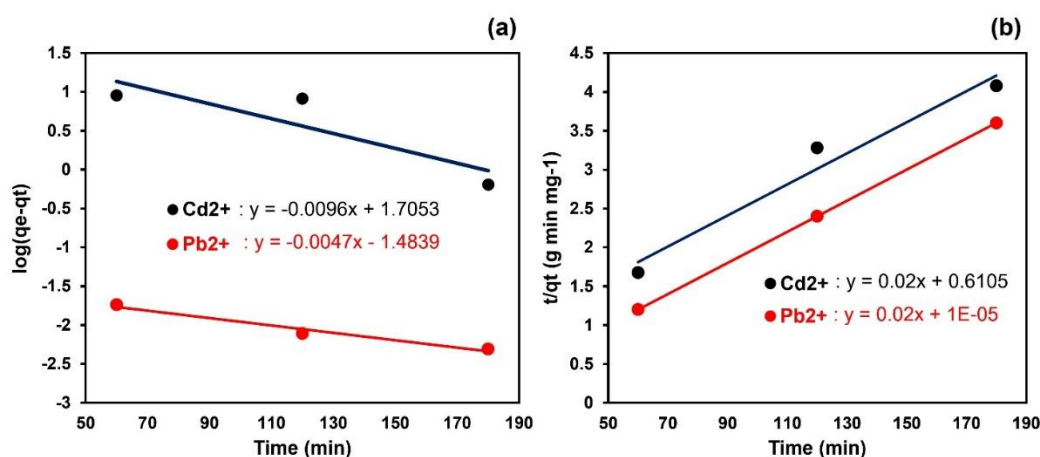 (a)
1.5
1
0.5
0
-0.5
-1
-1.5
-2
-2.5
-3
log(qe-qt)
Cd2+ : y = -0.0096x + 1.7053
Pb2+ : y = -0.0047x - 1.4839
50 70 90 110 130 150 170 190
Time (min)
(b)
5
4.5
4
3.5
3
2.5
2
1.5
1
0.5
0
t/qt (g min mg-1)
Cd2+ : y = 0.02x + 0.6105
Pb2+ : y = 0.02x + 1E-05
50 70 90 110 130 150 170 190
Time (min)